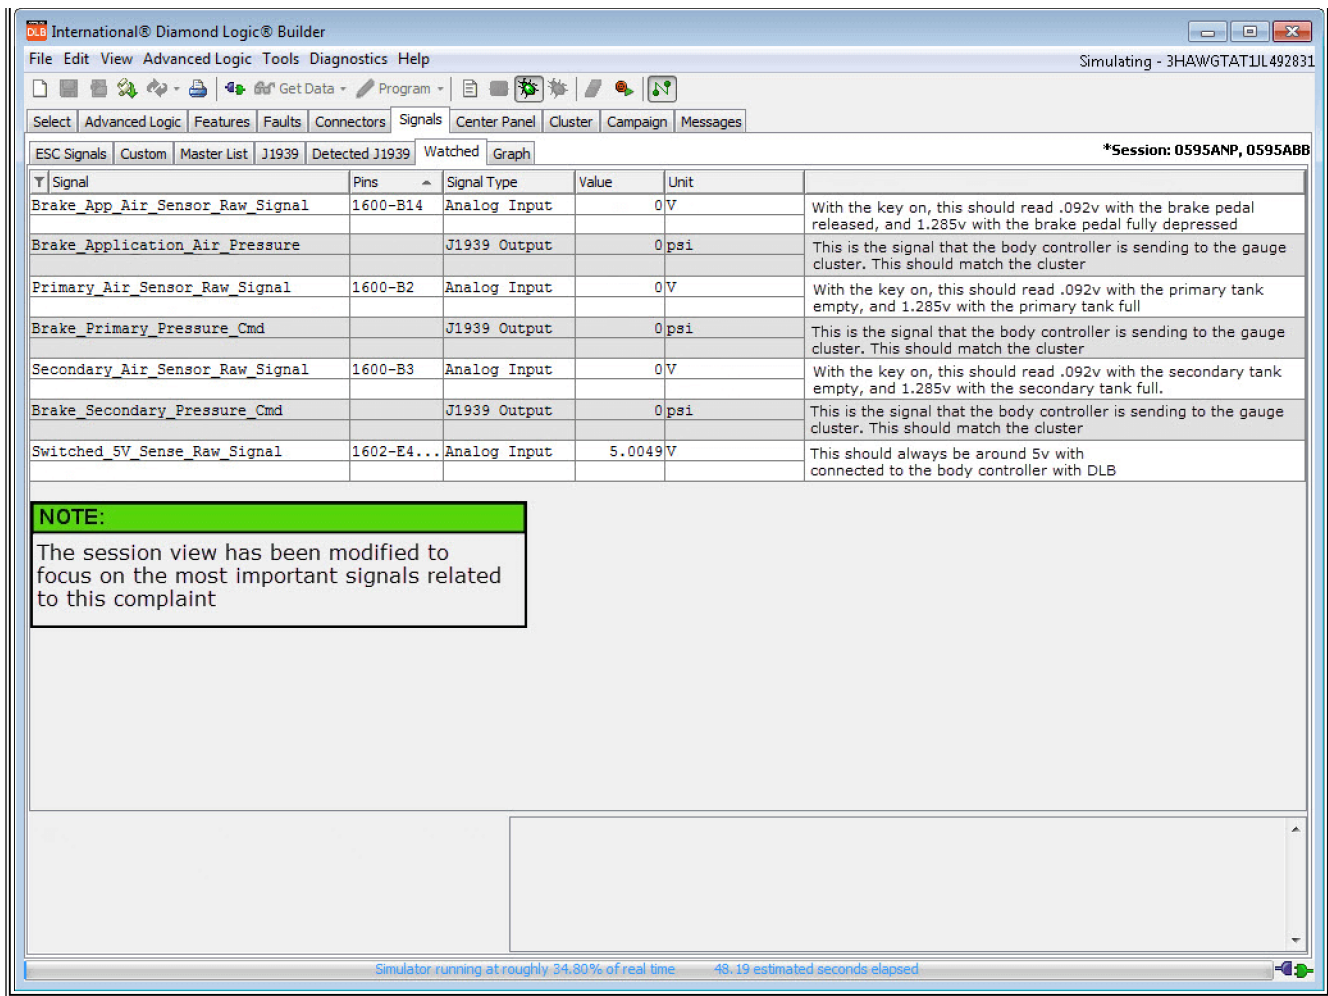 DLB International® Diamond Logic® Builder
File Edit View Advanced Logic Tools Diagnostics Help
Simulating - 3HAWGTAT1JL492831
Get Data Program
Select Advanced Logic Features Faults Connectors Signals Center Panel Cluster Campaign Messages
ESC Signals Custom Master List J1939 Detected J1939 Watched Graph
*Session: 0595ANP, 0595ABB
Signal Pins Signal Type Value Unit
Brake_App_Air_Sensor_Raw_Signal 1600-B14 Analog Input 0 V
With the key on, this should read .092v with the brake pedal
released, and 1.285v with the brake pedal fully depressed
Brake_Application_Air_Pressure J1939 Output 0 psi
This is the signal that the body controller is sending to the gauge
cluster. This should match the cluster
Primary_Air_Sensor_Raw_Signal 1600-B2 Analog Input 0 V
With the key on, this should read .092v with the primary tank
empty, and 1.285v with the primary tank full
Brake_Primary_Pressure_Cmd J1939 Output 0 psi
This is the signal that the body controller is sending to the gauge
cluster. This should match the cluster
Secondary_Air_Sensor_Raw_Signal 1600-B3 Analog Input 0 V
With the key on, this should read .092v with the secondary tank
empty, and 1.285v with the secondary tank full.
Brake_Secondary_Pressure_Cmd J1939 Output 0 psi
This is the signal that the body controller is sending to the gauge
cluster. This should match the cluster
Switched_5V_Sense_Raw_Signal 1602-E4... Analog Input 5.0049 V
This should always be around 5v with
connected to the body controller with DLB
NOTE:
The session view has been modified to
focus on the most important signals related
to this complaint
Simulator running at roughly 34.80% of real time 48.19 estimated seconds elapsed